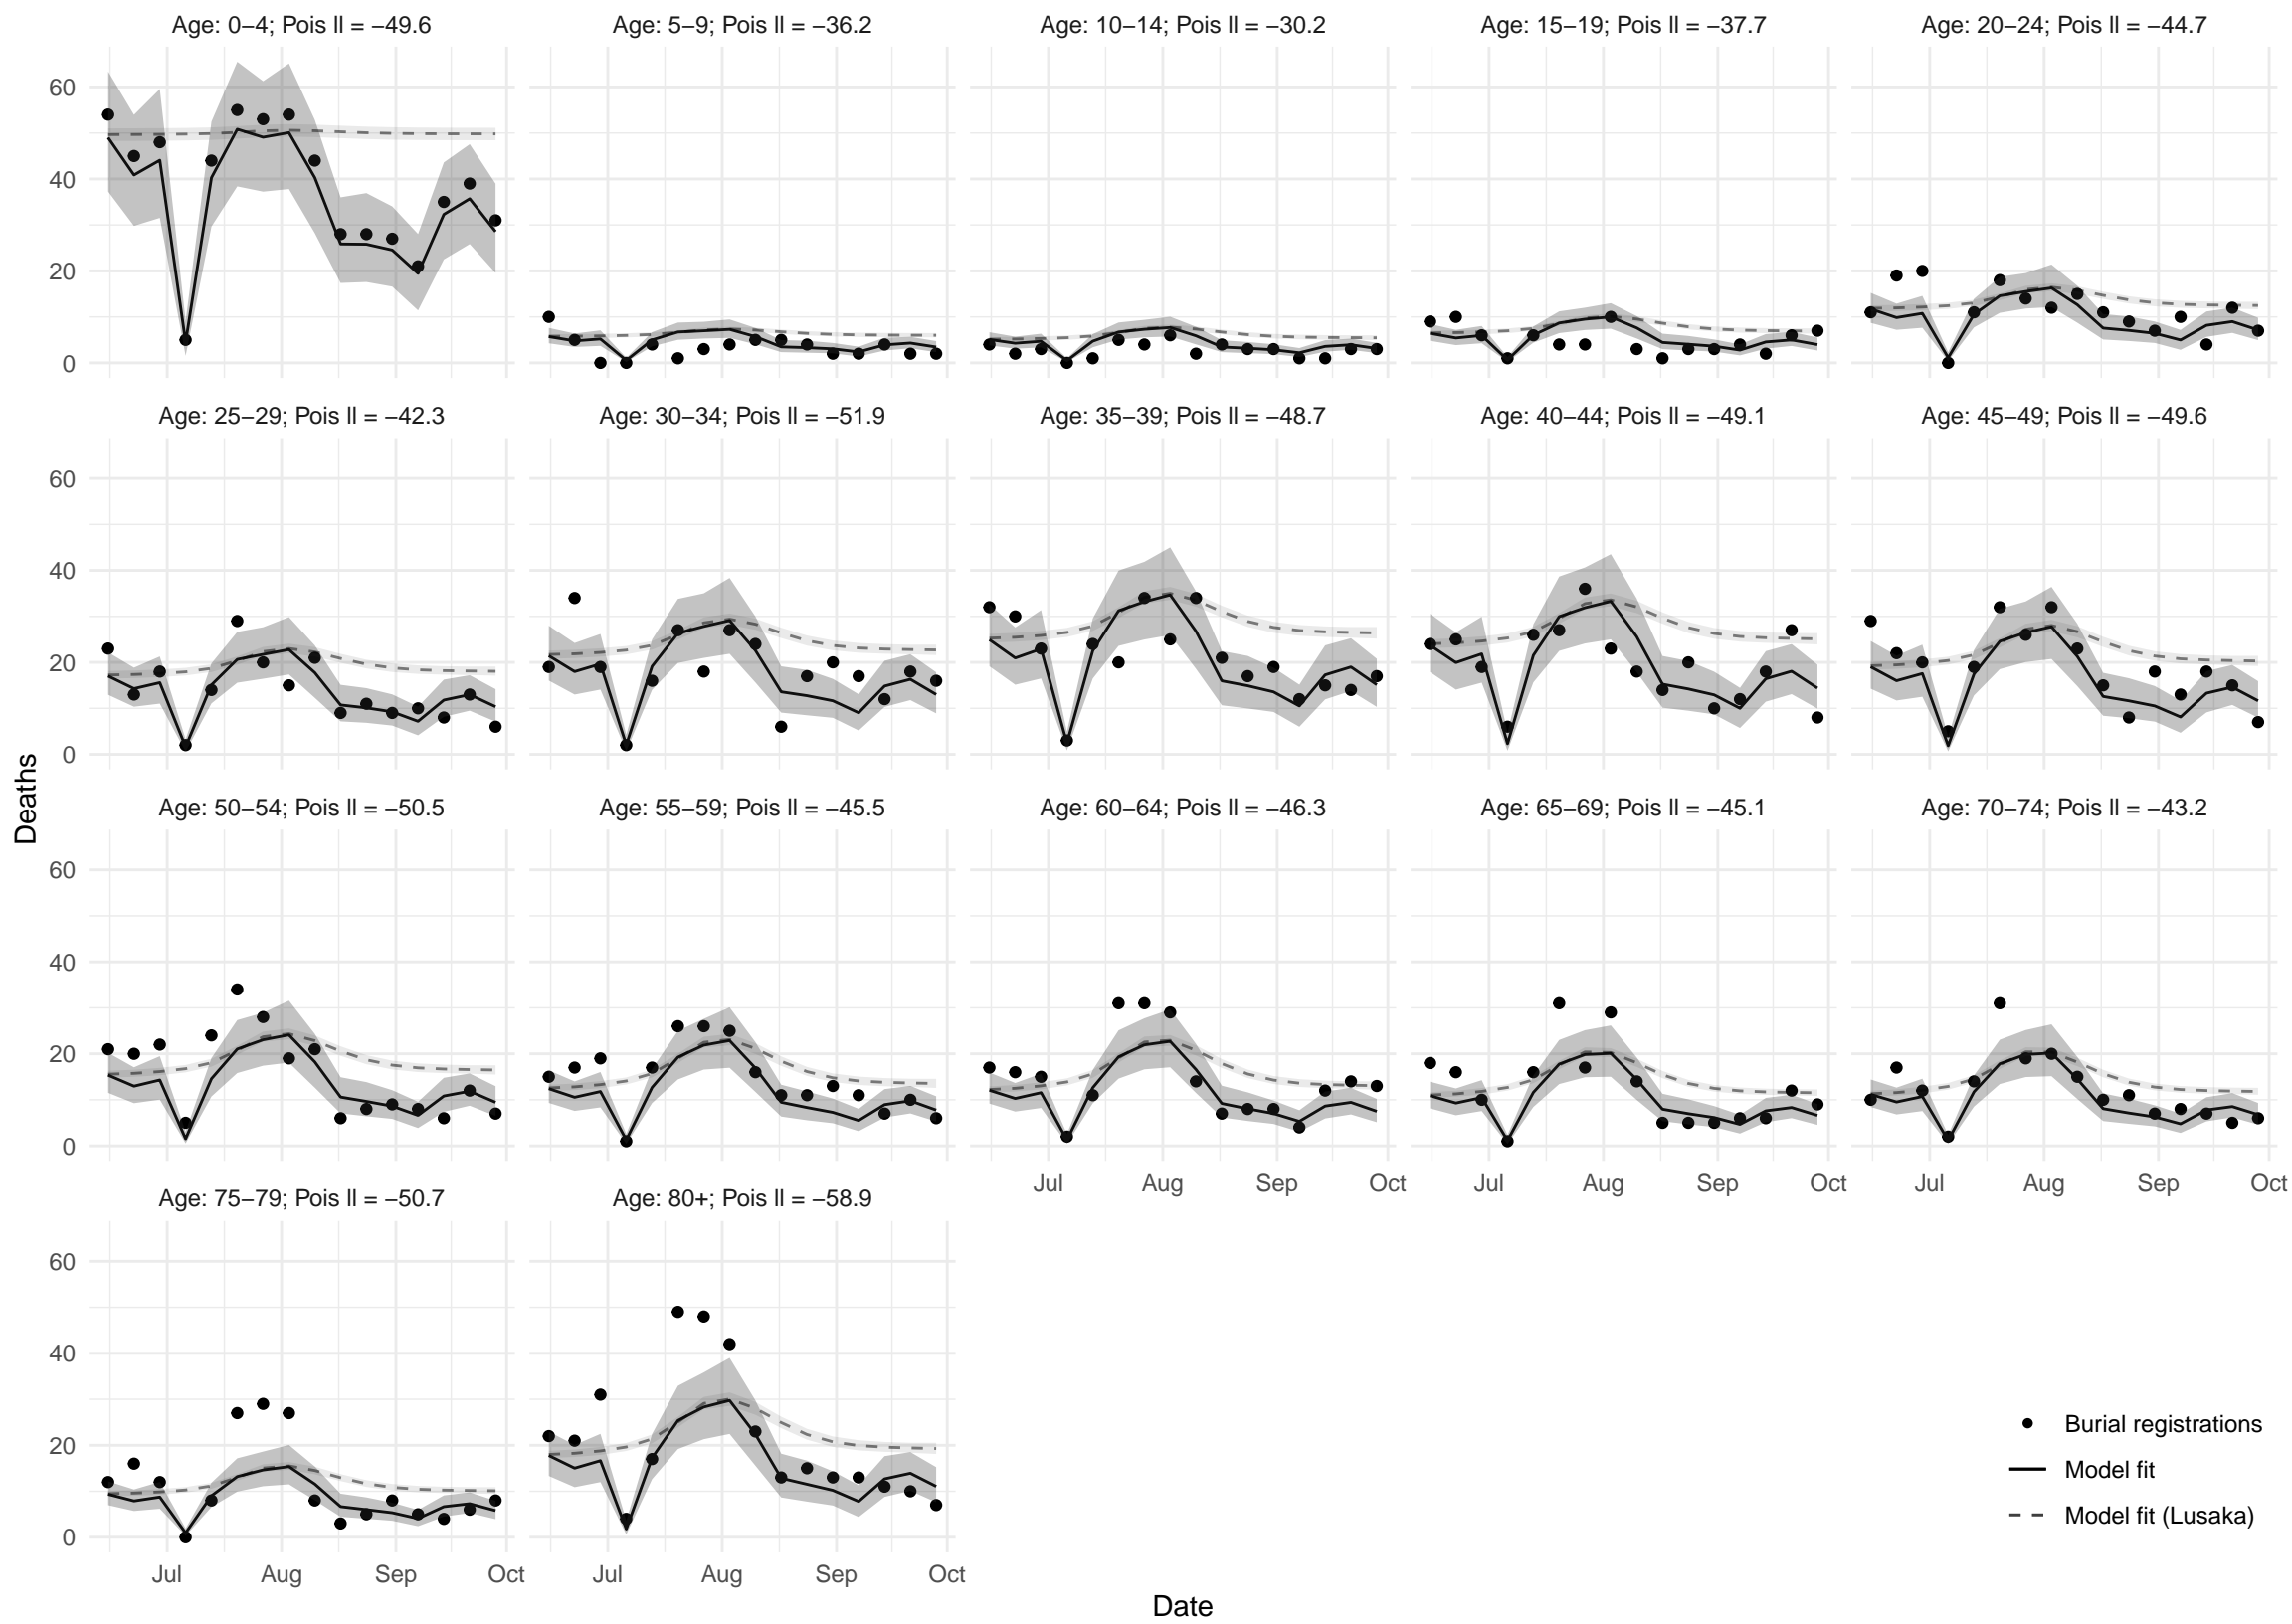 Age: 0−4; Pois ll = −49.6
Age: 5−9; Pois ll = −36.2
Age: 10−14; Pois ll = −30.2
Age: 15−19; Pois ll = −37.7
Age: 20−24; Pois ll = −44.7
60
40
20
0
Age: 25−29; Pois ll = −42.3
Age: 30−34; Pois ll = −51.9
Age: 35−39; Pois ll = −48.7
Age: 40−44; Pois ll = −49.1
Age: 45−49; Pois ll = −49.6
60
40
20
0
Deaths
Age: 50−54; Pois ll = −50.5
Age: 55−59; Pois ll = −45.5
Age: 60−64; Pois ll = −46.3
Age: 65−69; Pois ll = −45.1
Age: 70−74; Pois ll = −43.2
60
40
20
0
Jul Aug Sep Oct
Jul Aug Sep Oct
Jul Aug Sep Oct
Age: 75−79; Pois ll = −50.7
Age: 80+; Pois ll = −58.9
60
40
20
0
Jul Aug Sep Oct
Jul Aug Sep Oct
Burial registrations
Model fit
Model fit (Lusaka)
Date